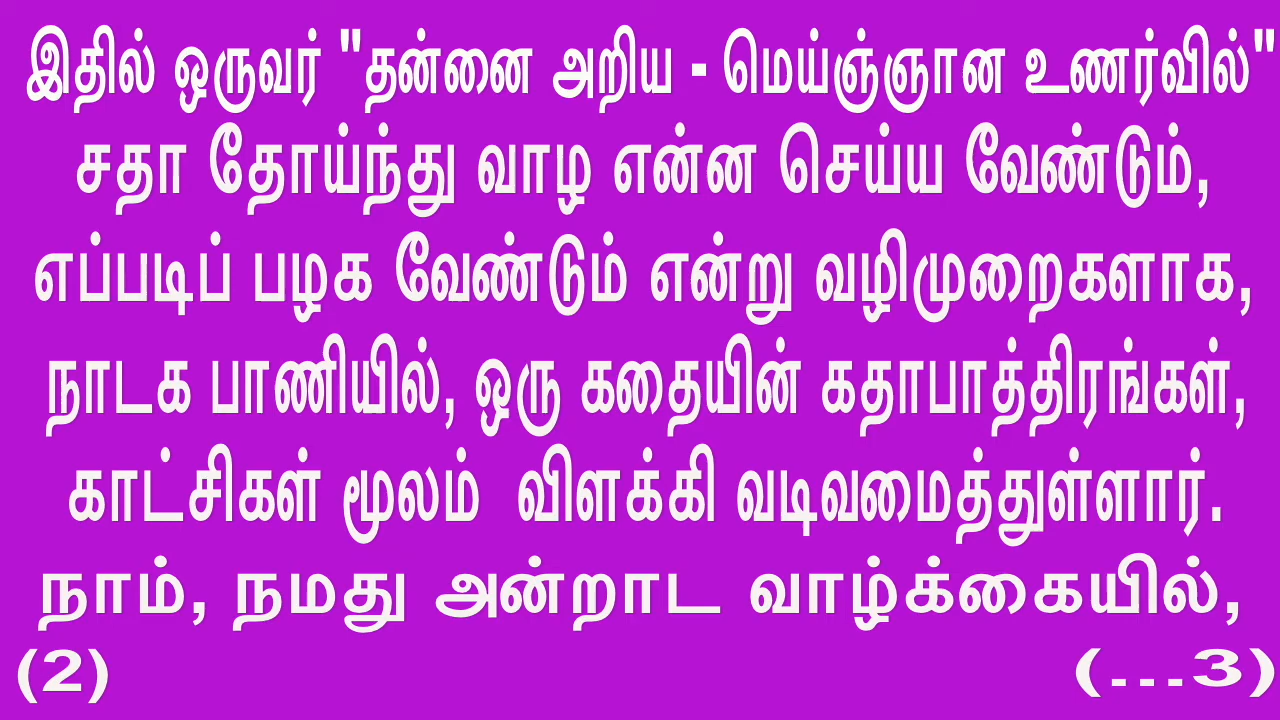 இதில் ஒருவர் "தன்னை அறிய - மெய்ஞ்ஞான உணர்வில்"
சதா தோய்ந்து வாழ என்ன செய்ய வேண்டும்,
எப்படிப் பழக வேண்டும் என்று வழிமுறைகளாக,
நாடக பாணியில், ஒரு கதையின் கதாபாத்திரங்கள்,
காட்சிகள் மூலம் விளக்கி வடிவமைத்துள்ளார்.
நாம், நமது அன்றாட வாழ்க்கையில்,
(2) (...3)